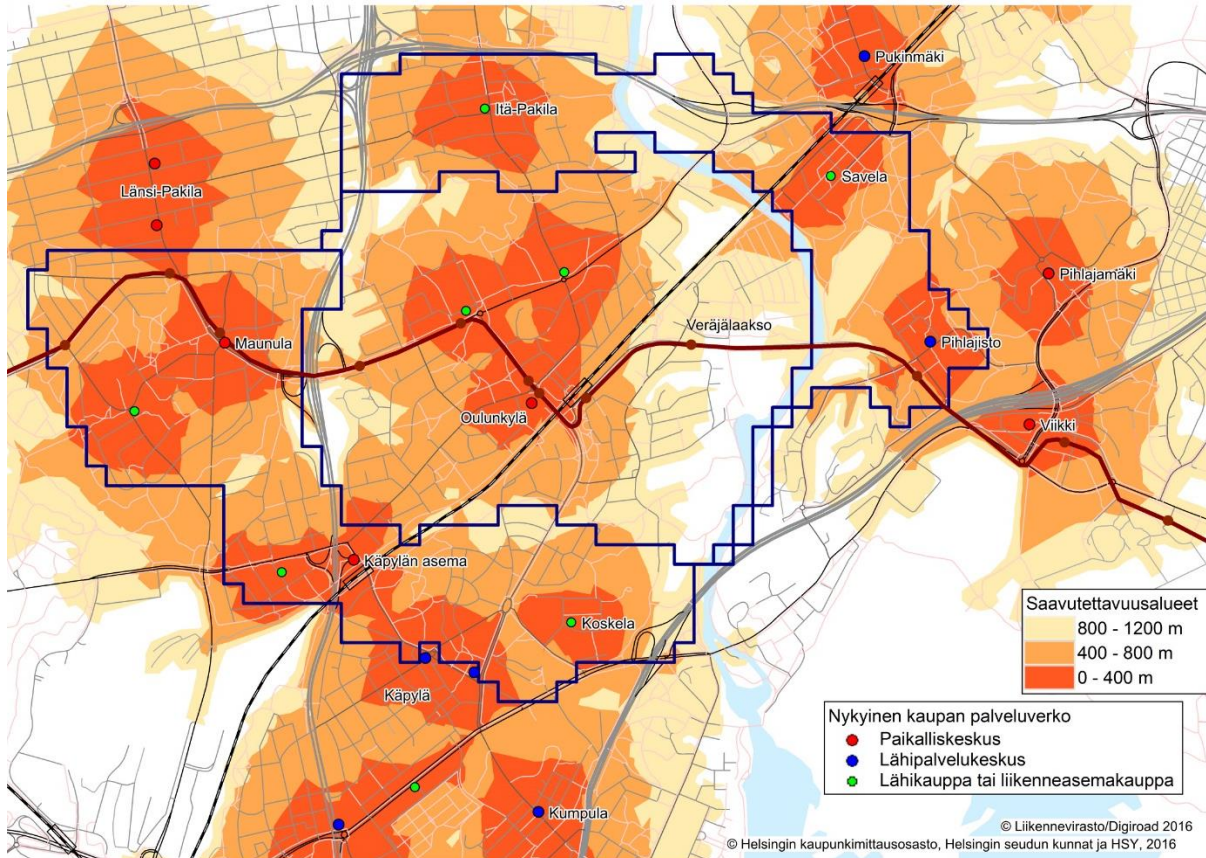 Pukinmäki
Itä-Pakila
Länsi-Pakila
Savela
Pihlajamäki
Maunula
Veräjälaakso
Pihlajisto
Oulunkylä
Viikki
Käpylän asema
Koskela
Käpylä
Kumpula
Saavutettavuusalueet
800 - 1200 m
400 - 800 m
0 - 400 m
Nykyinen kaupan palveluverko
Paikalliskeskus
Lähipalvelukeskus
Lähikauppa tai liikenneasemakauppa
© Liikennevirasto/Digiroad 2016
© Helsingin kaupunkimittausosasto, Helsingin seudun kunnat ja HSY, 2016